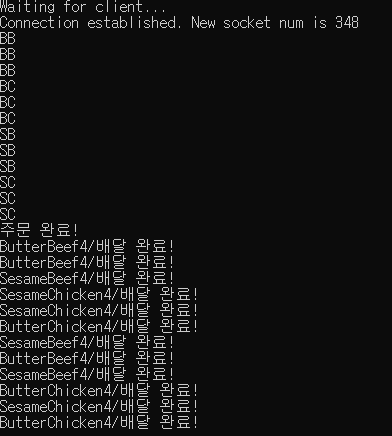 Waiting for client...
Connection established. New socket num is 348
BB
BB
BB
BC
BC
BC
SB
SB
SB
SC
SC
SC
주문 완료!
ButterBeef4/배달 완료!
ButterBeef4/배달 완료!
SesameBeef4/배달 완료!
SesameChicken4/배달 완료!
SesameChicken4/배달 완료!
ButterChicken4/배달 완료!
SesameBeef4/배달 완료!
ButterBeef4/배달 완료!
SesameBeef4/배달 완료!
ButterChicken4/배달 완료!
SesameChicken4/배달 완료!
ButterChicken4/배달 완료!